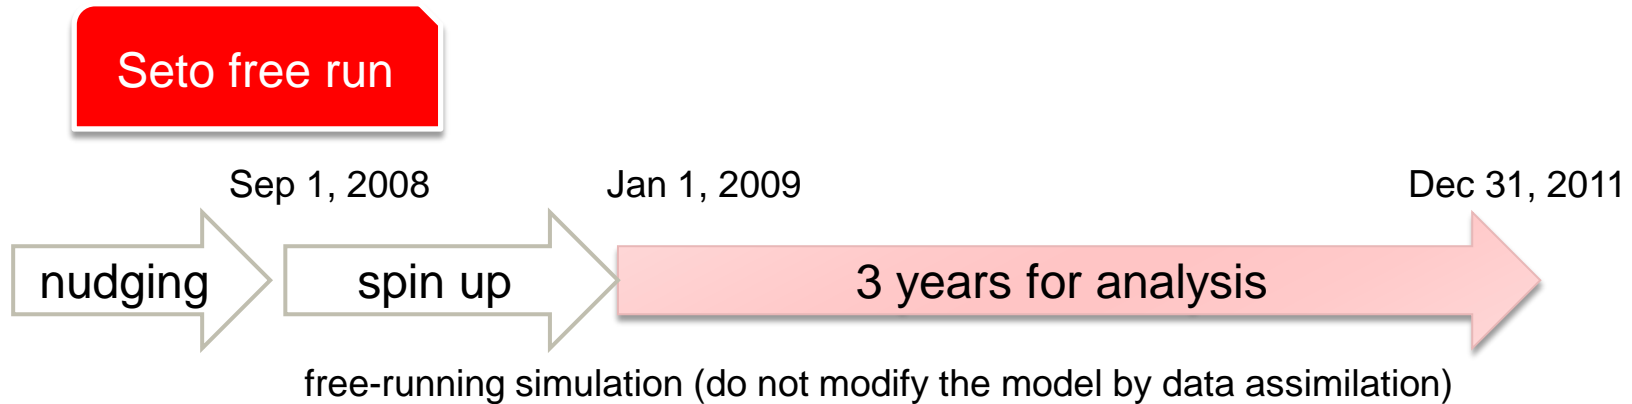 Seto free run
Sep 1, 2008
Jan 1, 2009
Dec 31, 2011
nudging
spin up
3 years for analysis
free-running simulation (do not modify the model by data assimilation)